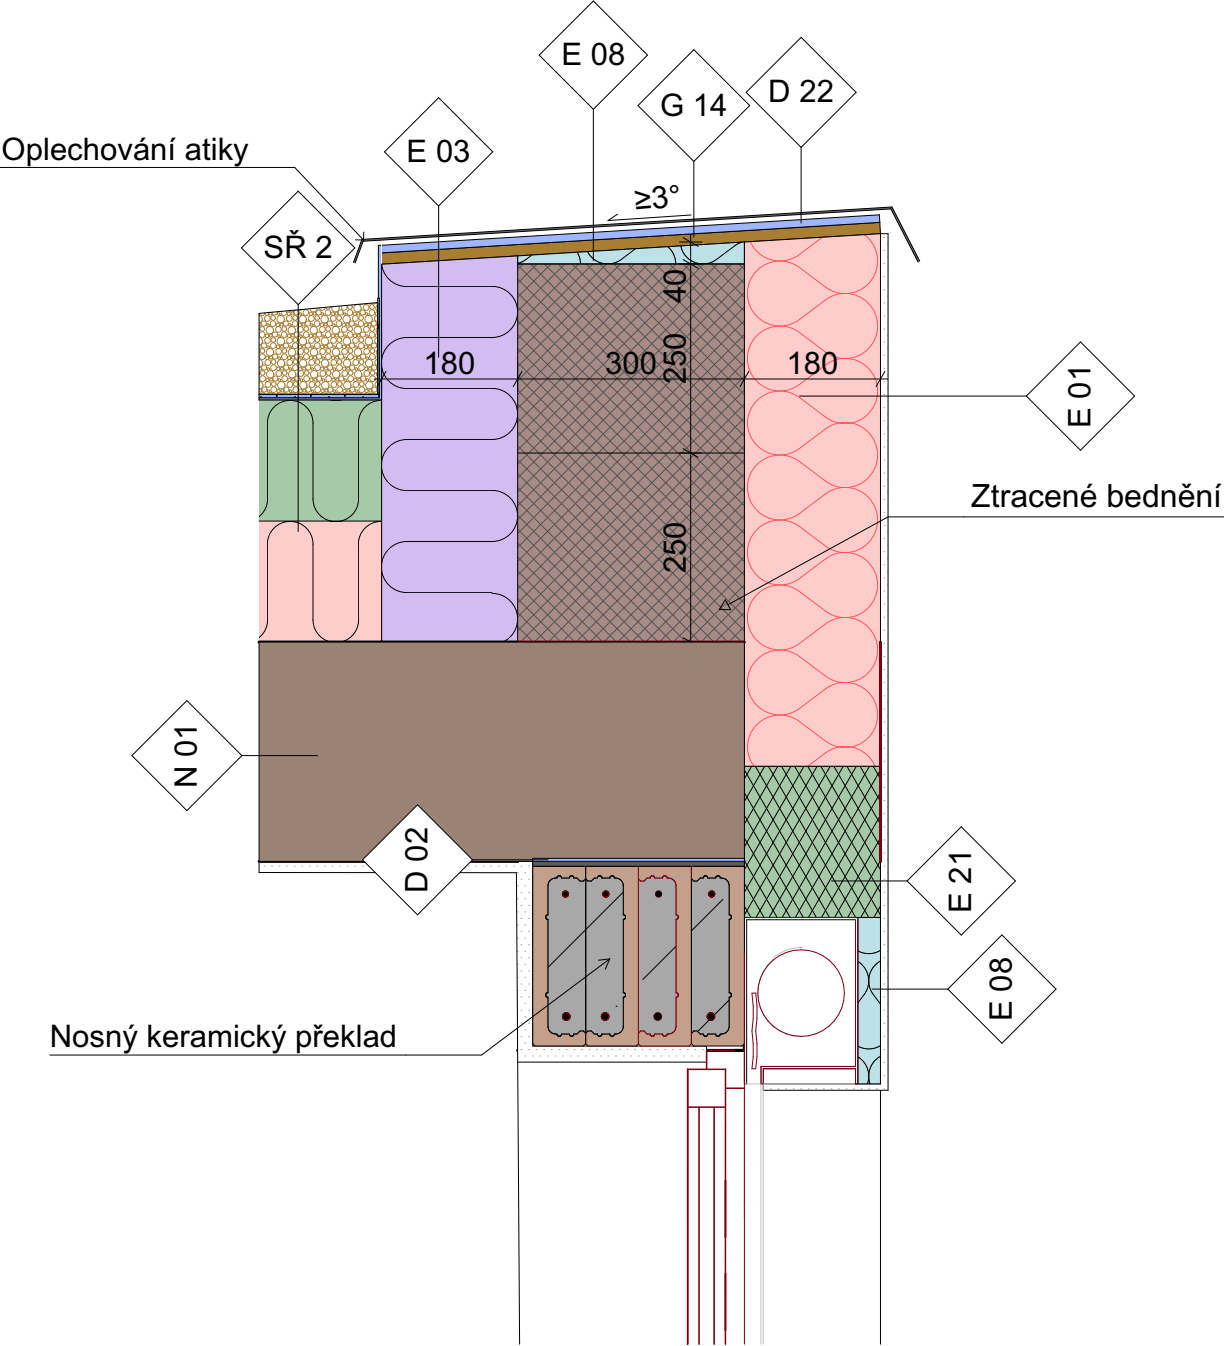 E 08
G 14
D 22
Oplechování atiky
E 03
≥3°
SŘ 2
40
180
300
250
180
E 01
Ztracené bednění
250
N 01
D 02
E 21
E 08
Nosný keramický překlad